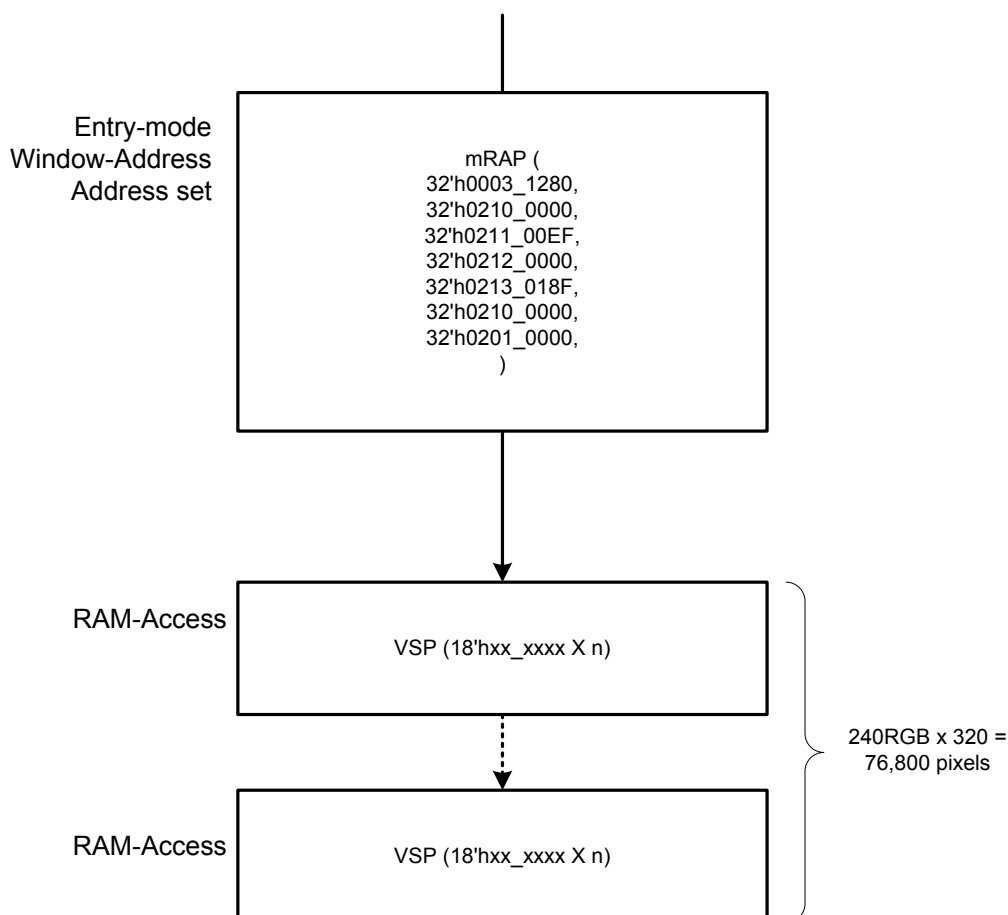 Entry-mode
Window-Address
Address set
mRAP (
32'h0003_1280,
32'h0210_0000,
32'h0211_00EF,
32'h0212_0000,
32'h0213_018F,
32'h0210_0000,
32'h0201_0000,
)
RAM-Access
VSP (18'hxx_xxxx X n)
240RGB x 320 =
76,800 pixels
RAM-Access
VSP (18'hxx_xxxx X n)